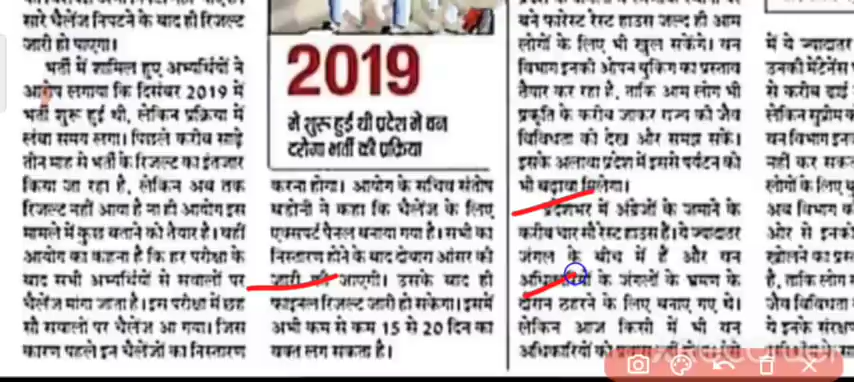 सारे चैलेंज निपटने के बाद ही रिजल्ट
जारी हो पाएगा।
भर्ती में शामिल हुए अभ्यर्थियों ने
आरोप लगाया कि दिसंबर 2019 में
भर्ती शुरू हुई थी, लेकिन प्रक्रिया में
लंबा समय लगा। पिछले करीब साढ़े
तीन माह से भर्ती के रिजल्ट का इंतजार
किया जा रहा है, लेकिन अब तक
रिजल्ट नहीं आया है ना ही आयोग इस
मामले में कुछ बताने को तैयार है। वहीं
आयोग का कहना है कि हर परीक्षा के
बाद सभी अभ्यर्थियों से सवालों पर
चैलेंज मांगा जाता है। इस परीक्षा में छह
सौ सवालों पर चैलेंज आ गया। जिस
कारण पहले इन चैलेंजों का निस्तारण
2019
में शुरू हुई थी प्रदेश में वन
दरोगा भर्ती की प्रक्रिया
करना होगा। आयोग के सचिव संतोष
बडोनी ने कहा कि चैलेंज के लिए
एक्सपर्ट पैनल बनाया गया है। सभी का
निस्तारण होने के बाद दोबारा आंसर की
जारी की जाएगी। उसके बाद ही
फाइनल रिजल्ट जारी हो सकेगा। इसमें
अभी कम से कम 15 से 20 दिन का
वक्त लग सकता है।
बने फॉरेस्ट रेस्ट हाउस जल्द ही आम
लोगों के लिए भी खुल सकेंगे। वन
विभाग इनकी ओपन बुकिंग का प्रस्ताव
तैयार कर रहा है, ताकि आम लोग भी
प्रकृति के करीब जाकर राज्य की जैव
विविधता को देख और समझ सकें।
इसके अलावा प्रदेश में इससे पर्यटन को
भी बढ़ावा मिलेगा।
प्रदेशभर में अंग्रेजों के जमाने के
करीब चार सौ रेस्ट हाउस हैं। ये ज्यादातर
जंगल के बीच में हैं और वन
अधिकारियों के जंगलों के भ्रमण के
दौरान ठहरने के लिए बनाए गए थे।
लेकिन आज किसी में भी वन
अधिकारियों को
में ये ज्यादातर
उनकी मेंटेनेंस
से करीब ढाई
लेकिन सुप्रीम क
वन विभाग इन
नहीं कर सक
लोगों के लिए
अब विभाग
ओर से इनको
खोलने का प्रस
है, ताकि लोग
जैव विविधता
ये इनके संरक्ष